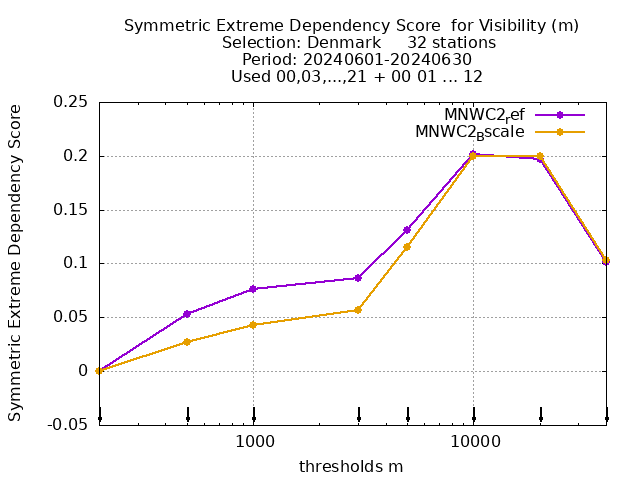 Symmetric Extreme Dependency Score  for Visibility (m)
Selection: Denmark     32 stations
Period: 20240601-20240630
Used 00,03,...,21 + 00 01 ... 12
MNWC2ref
MNWC2Bscale
Symmetric Extreme Dependency Score
0.25
0.2
0.15
0.1
0.05
0
-0.05
1000
10000
thresholds m